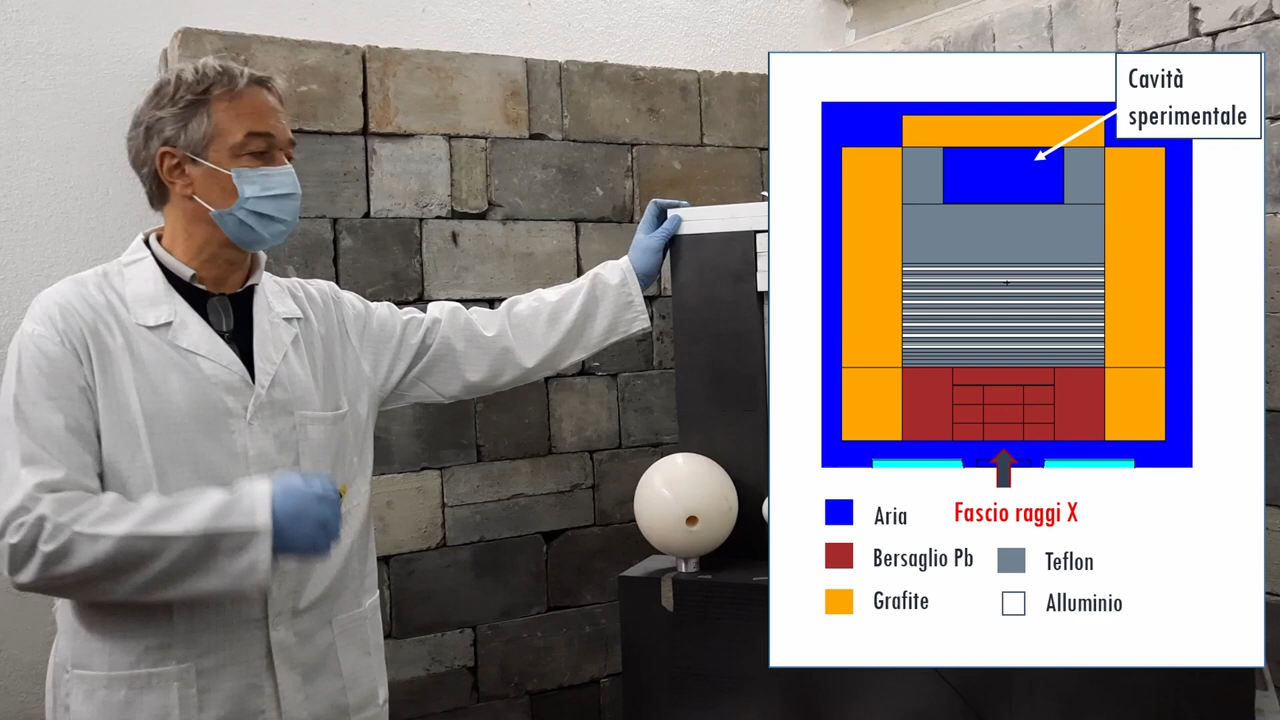 Cavità
sperimentale
Aria
Fascio raggi X
Bersaglio Pb
Teflon
Grafite
Alluminio